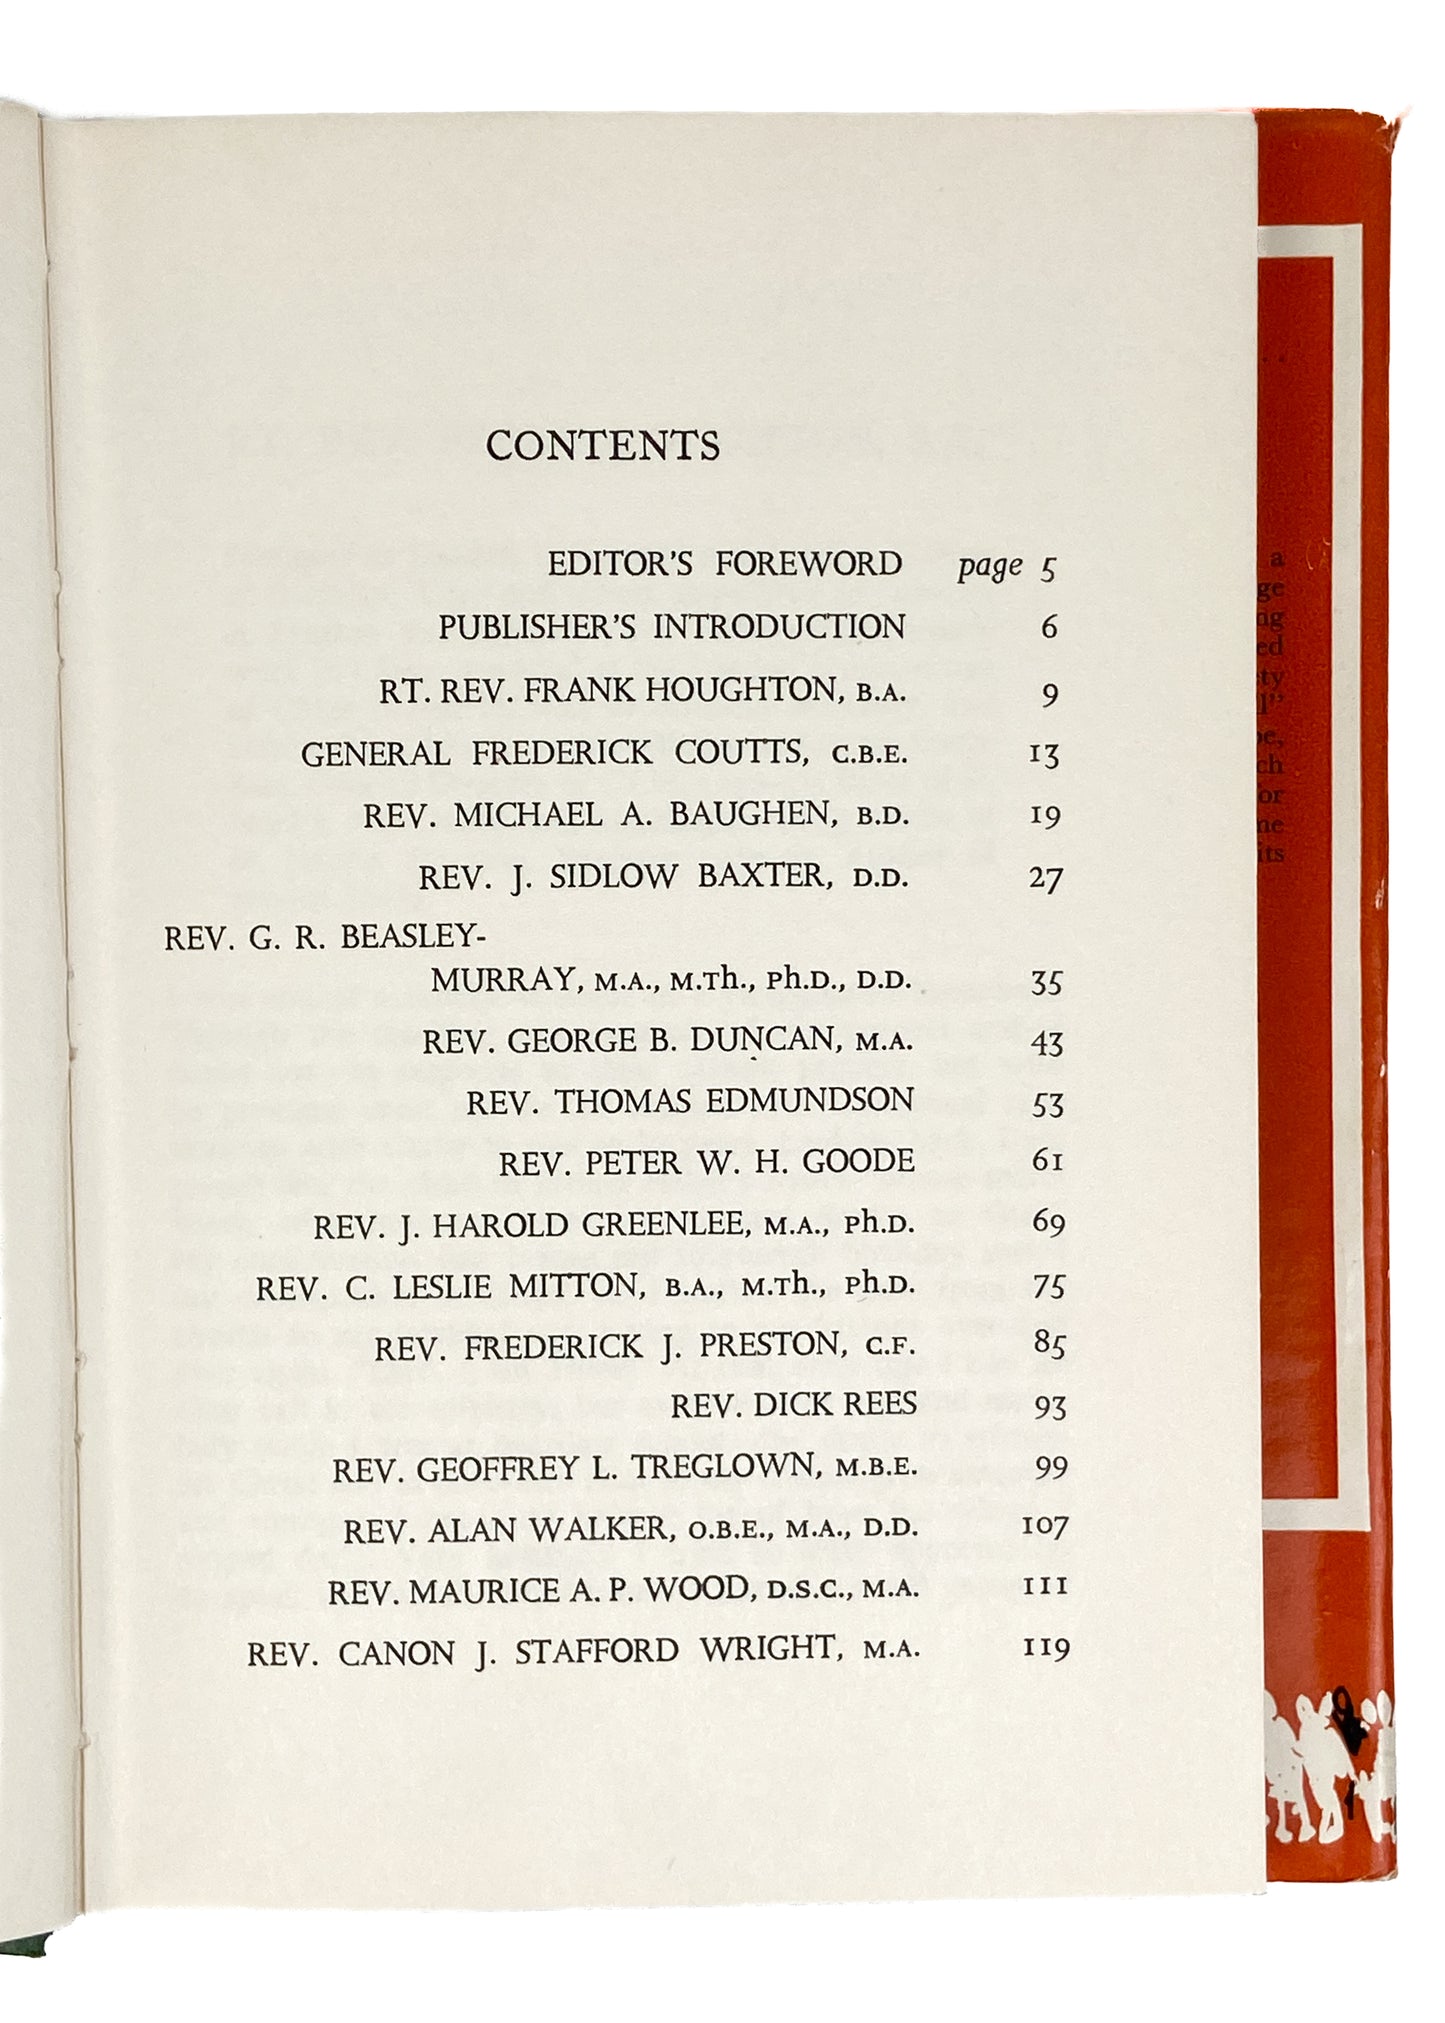 CONTENTS
EDITOR'S FOREWORD page 5
PUBLISHER'S INTRODUCTION 6
RT. REV. FRANK HOUGHTON, B.A. 9
GENERAL FREDERICK COUTTS, C.B.E. 13
REV. MICHAEL A. BAUGHEN, B.D. 19
REV. J. SIDLOW BAXTER, D.D. 27
REV. G. R. BEASLEY-
MURRAY, M.A., M.Th., Ph.D., D.D. 35
REV. GEORGE B. DUNCAN, M.A. 43
REV. THOMAS EDMUNDSON 53
REV. PETER W. H. GOODE 61
REV. J. HAROLD GREENLEE, M.A., Ph.D. 69
REV. C. LESLIE MITTON, B.A., M.Th., Ph.D. 75
REV. FREDERICK J. PRESTON, C.F. 85
REV. DICK REES 93
REV. GEOFFREY L. TREGLOWN, M.B.E. 99
REV. ALAN WALKER, O.B.E., M.A., D.D. 107
REV. MAURICE A. P. WOOD, D.S.C., M.A. 111
REV. CANON J. STAFFORD WRIGHT, M.A. 119
a